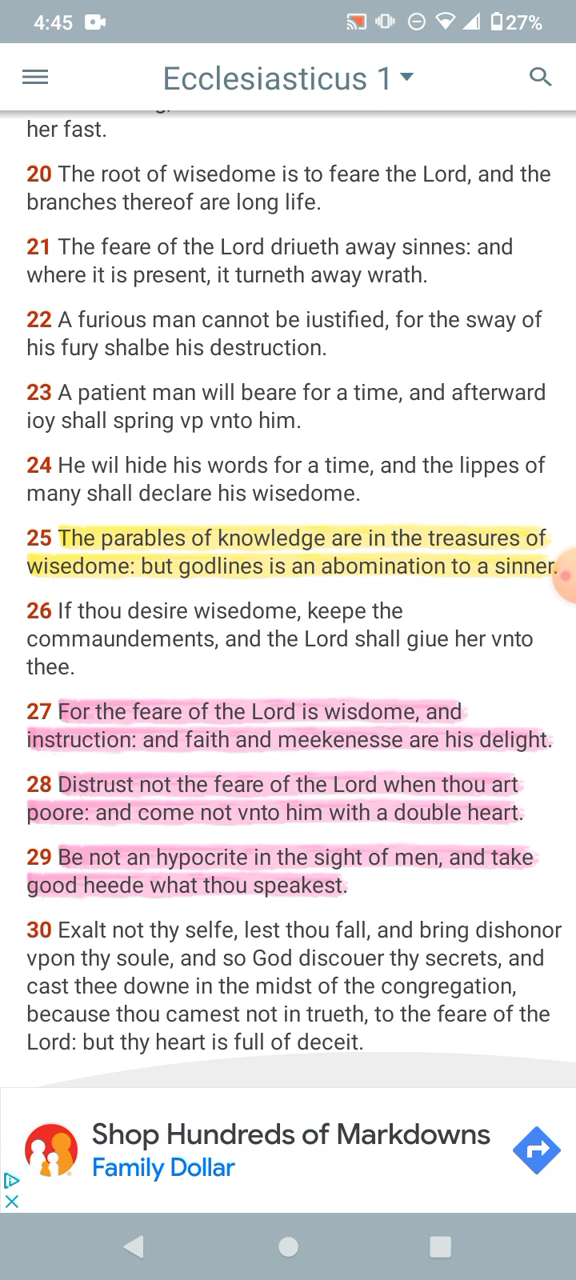 4:45
27%
Ecclesiasticus 1
her fast.
20 The root of wisedome is to feare the Lord, and the
branches thereof are long life.
21 The feare of the Lord driueth away sinnes: and
where it is present, it turneth away wrath.
22 A furious man cannot be iustified, for the sway of
his fury shalbe his destruction.
23 A patient man will beare for a time, and afterward
ioy shall spring vp vnto him.
24 He wil hide his words for a time, and the lippes of
many shall declare his wisedome.
25 The parables of knowledge are in the treasures of
wisedome: but godlines is an abomination to a sinner.
26 If thou desire wisedome, keepe the
commaundements, and the Lord shall giue her vnto
thee.
27 For the feare of the Lord is wisdome, and
instruction: and faith and meekenesse are his delight.
28 Distrust not the feare of the Lord when thou art
poore: and come not vnto him with a double heart.
29 Be not an hypocrite in the sight of men, and take
good heede what thou speakest.
30 Exalt not thy selfe, lest thou fall, and bring dishonor
vpon thy soule, and so God discouer thy secrets, and
cast thee downe in the midst of the congregation,
because thou camest not in trueth, to the feare of the
Lord: but thy heart is full of deceit.
Shop Hundreds of Markdowns
Family Dollar